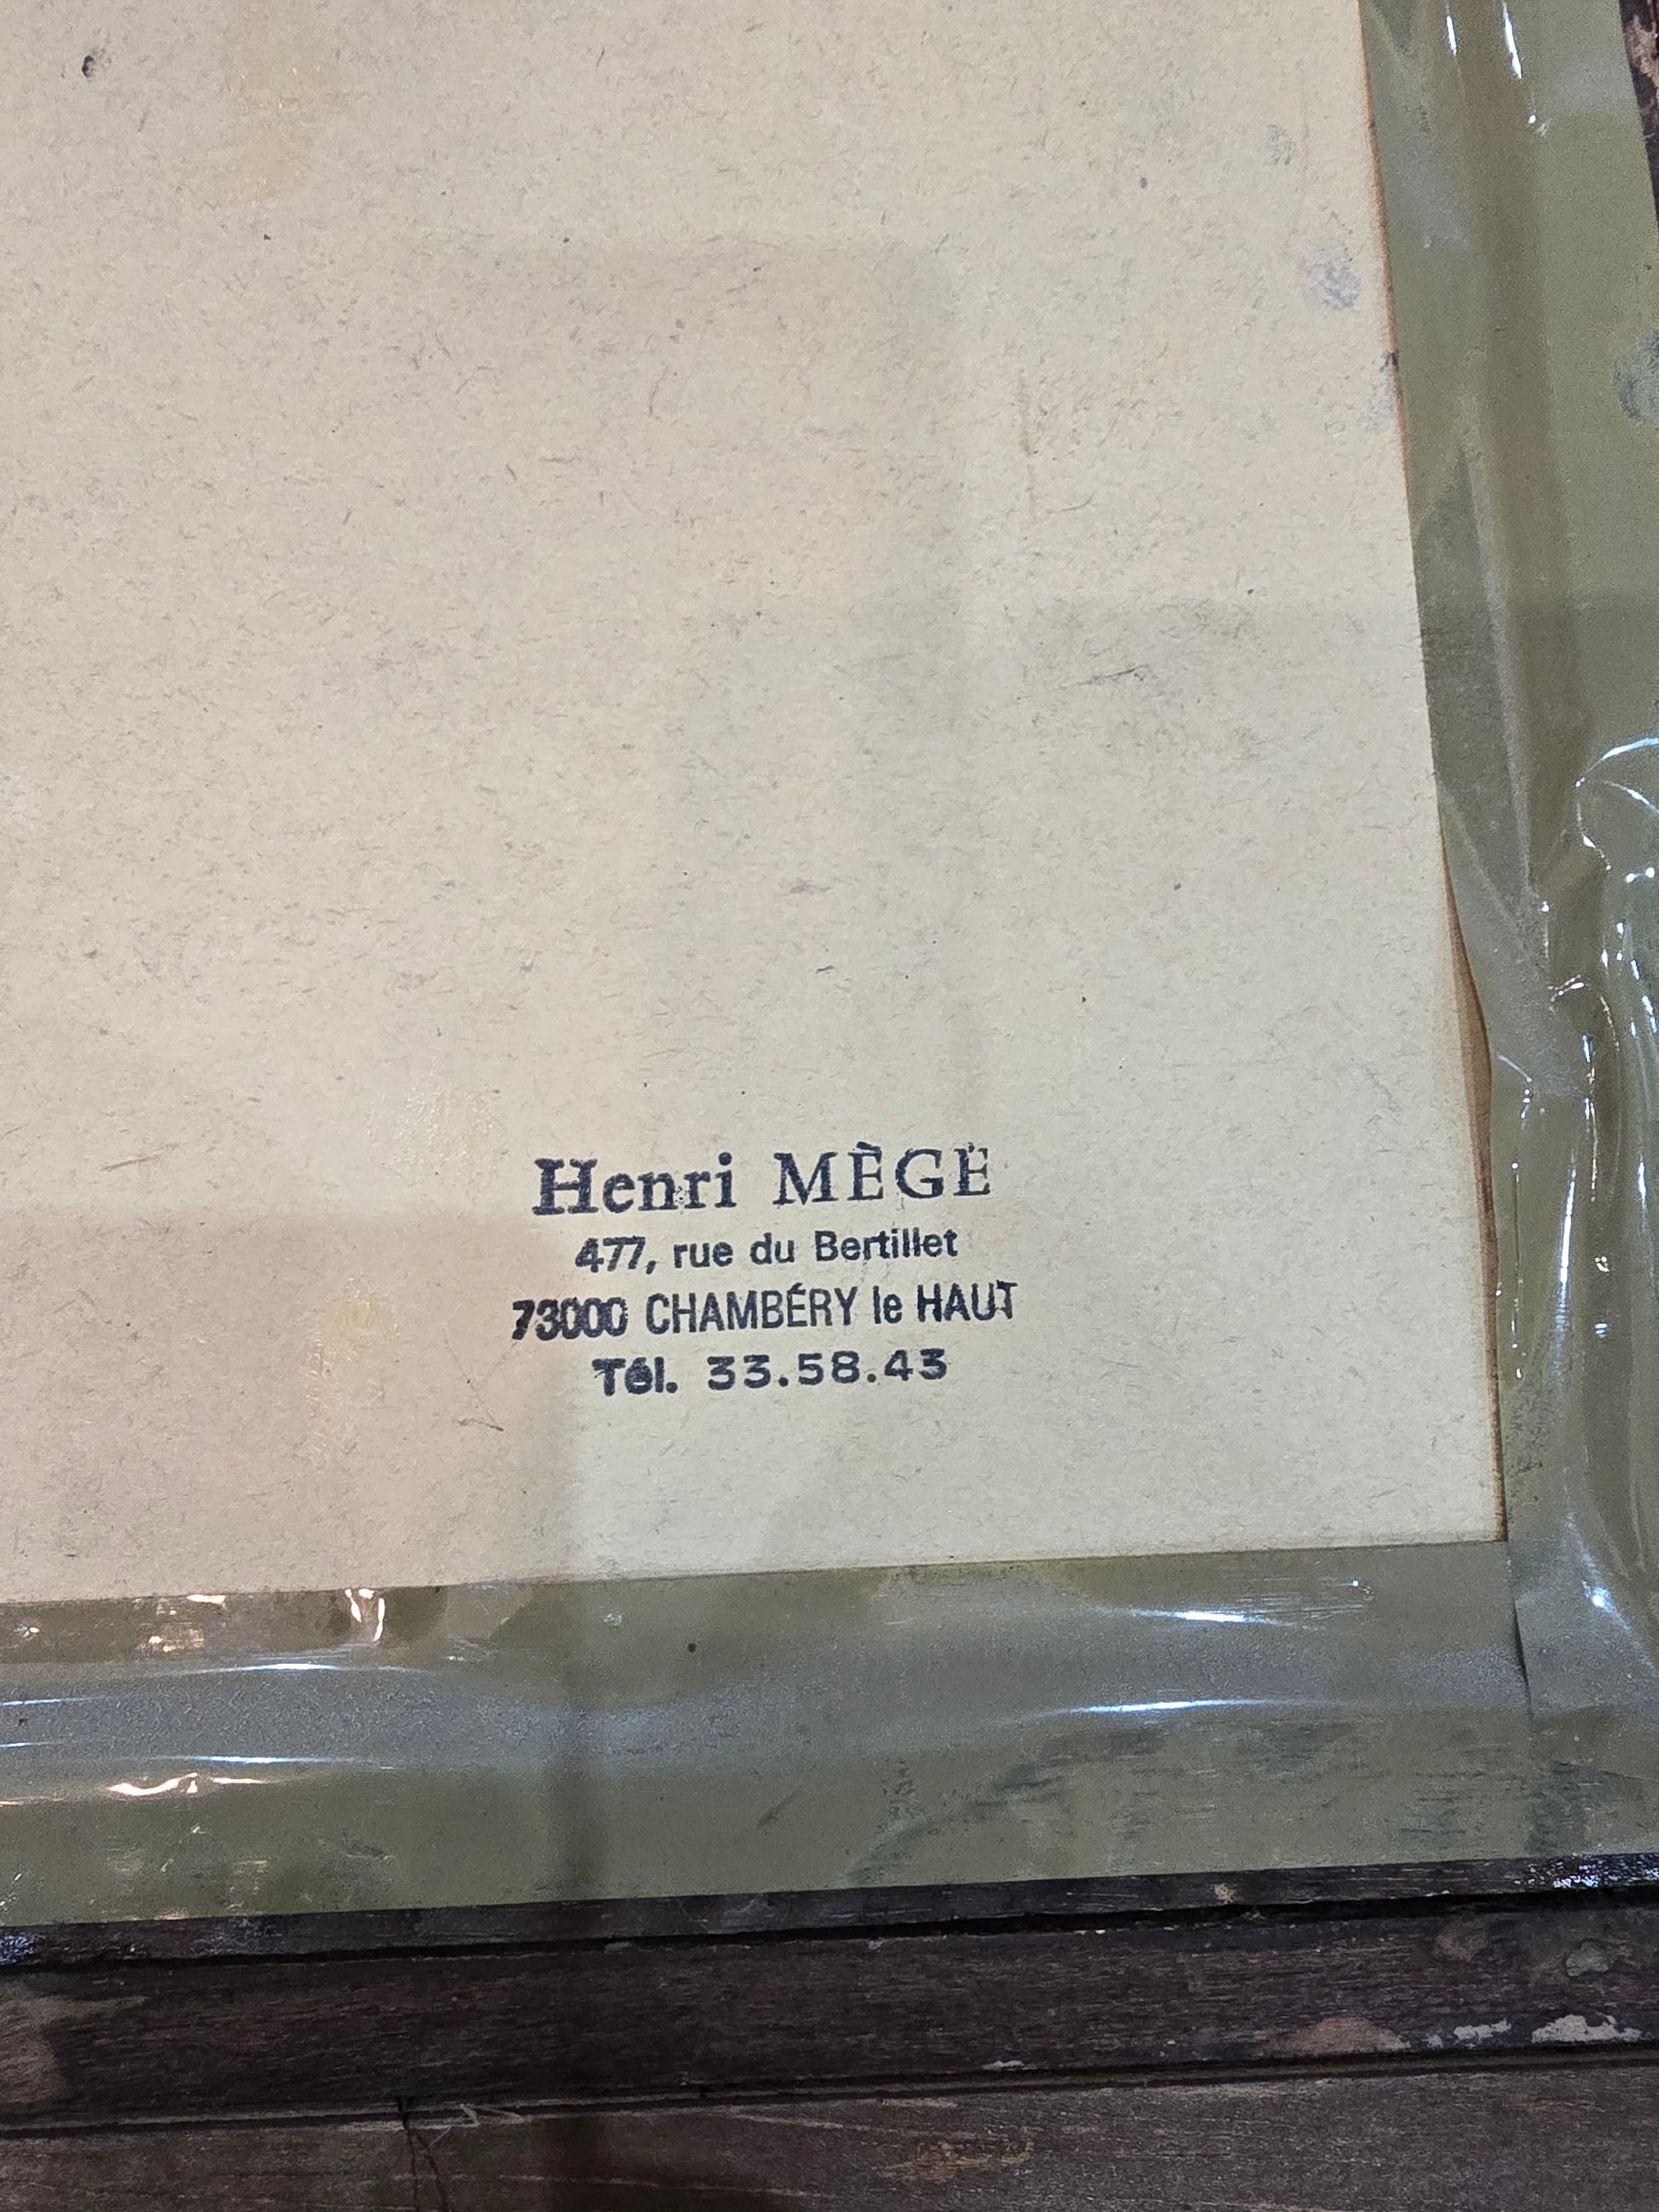 Henri MÈGE
477, rue du Bertillet
73000 CHAMBÉRY le HAUT
Tél. 33.58.43